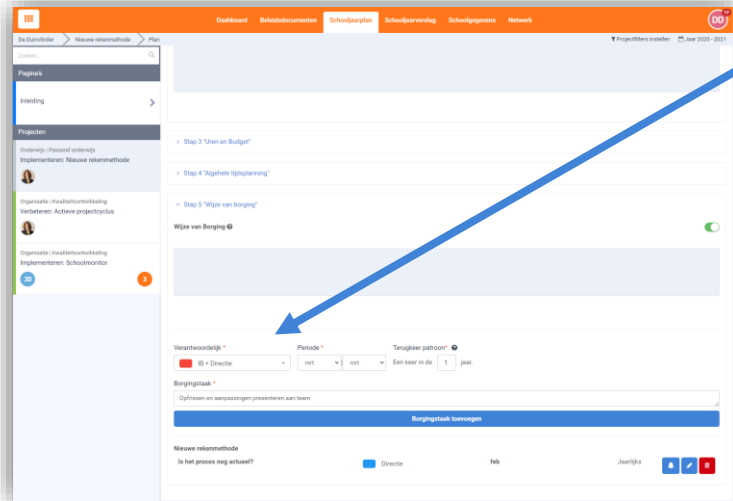 Dashboard Beleidsdocumenten Schooljaarplan Schooljaarverslag Schoolgegevens Netwerk
DD
De Duinvlinder Nieuwe rekenmethode Plan
Projectfilters instellen Jaar 2020 - 2021
Zoeken...
Pagina's
Inleiding
Projecten
Onderwijs | Passend onderwijs
Implementeren: Nieuwe rekenmethode
Organisatie | Kwaliteitsontwikkeling
Verbeteren: Actieve projectcyclus
Organisatie | Kwaliteitsontwikkeling
Implementeren: Schoolmonitor
3
Stap 3 "Uren en Budget"
Stap 4 "Algehele tijdsplanning"
Stap 5 "Wijze van borging"
Wijze van Borging
Verantwoordelijk * Periode * Terugkeer patroon*
IB + Directie mrt mrt Een keer in de 1 jaar.
Borgingstaak *
Opfrissen en aanpassingen presenteren aan team
Borgingstaak toevoegen
Nieuwe rekenmethode
Is het proces nog actueel? Directie feb Jaarlijks